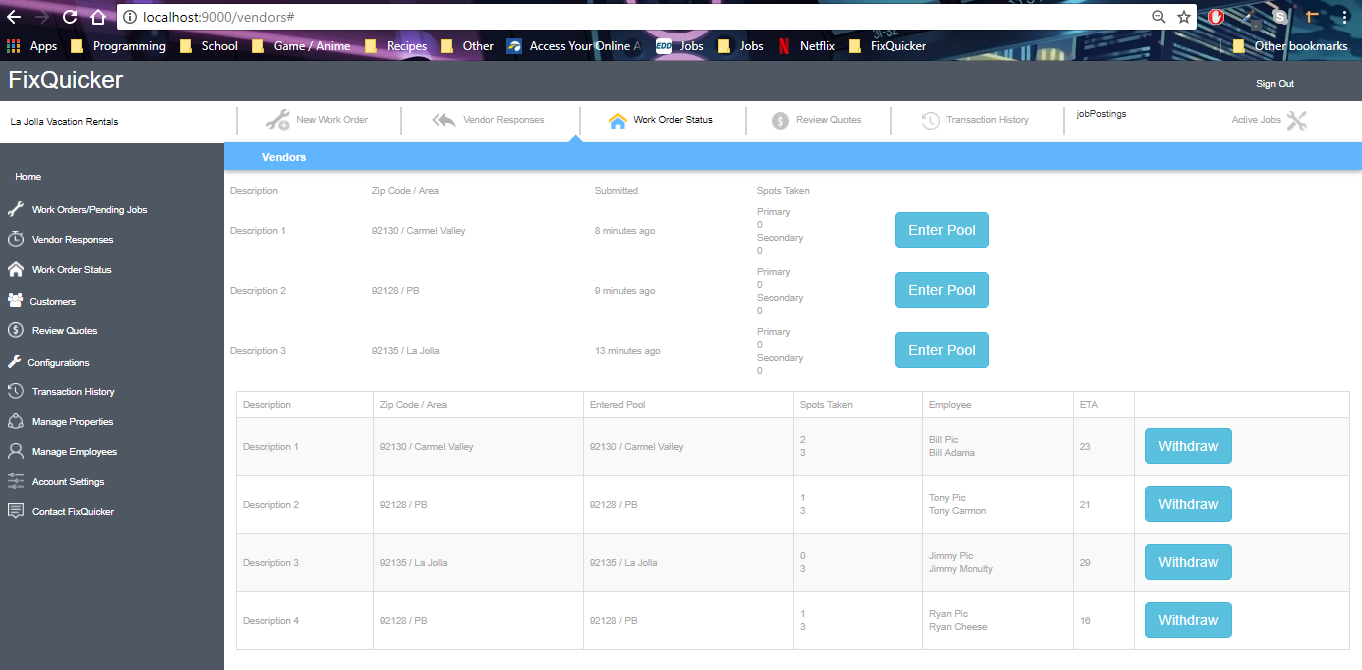 localhost:9000/vendors#
Apps Programming School Game / Anime Recipes Other Access Your Online A EDD Jobs Jobs Netflix FixQuicker Other bookmarks
FixQuicker
Sign Out
La Jolla Vacation Rentals
New Work Order Vendor Responses Work Order Status Review Quotes Transaction History jobPostings Active Jobs
Home
Work Orders/Pending Jobs
Vendor Responses
Work Order Status
Customers
Review Quotes
Configurations
Transaction History
Manage Properties
Manage Employees
Account Settings
Contact FixQuicker
Vendors
Description Zip Code / Area Submitted Spots Taken
Description 1 92130 / Carmel Valley 8 minutes ago
Primary
0
Secondary
0
Enter Pool
Description 2 92128 / PB 9 minutes ago
Primary
0
Secondary
0
Enter Pool
Description 3 92135 / La Jolla 13 minutes ago
Primary
0
Secondary
0
Enter Pool
Description Zip Code / Area Entered Pool Spots Taken Employee ETA
Description 1 92130 / Carmel Valley 92130 / Carmel Valley
2
3
Bill Pic
Bill Adama
23
Withdraw
Description 2 92128 / PB 92128 / PB
1
3
Tony Pic
Tony Carmon
21
Withdraw
Description 3 92135 / La Jolla 92135 / La Jolla
0
3
Jimmy Pic
Jimmy Mcnulty
29
Withdraw
Description 4 92128 / PB 92128 / PB
1
3
Ryan Pic
Ryan Cheese
16
Withdraw